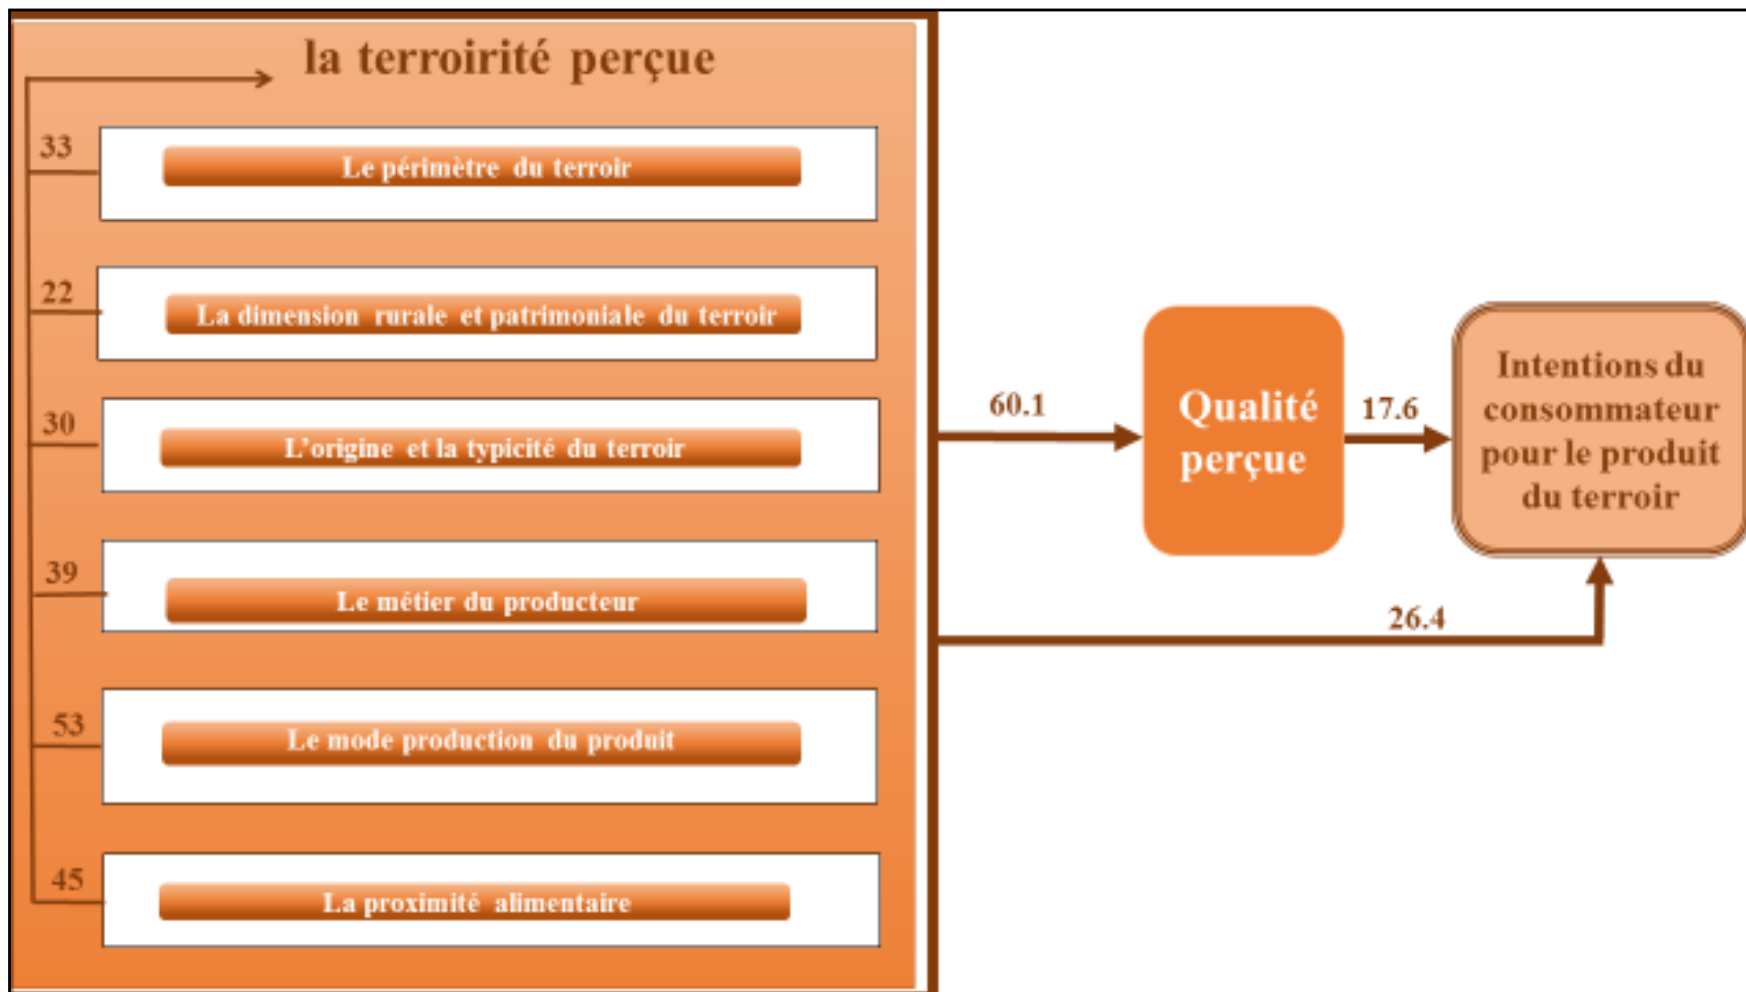 la terroirité perçue
33
Le périmètre du terroir
22
La dimension rurale et patrimoniale du terroir
30
L'origine et la typicité du terroir
39
Le métier du producteur
53
Le mode production du produit
45
La proximité alimentaire
60.1
Qualité
perçue
17.6
Intentions du
consommateur
pour le produit
du terroir
26.4